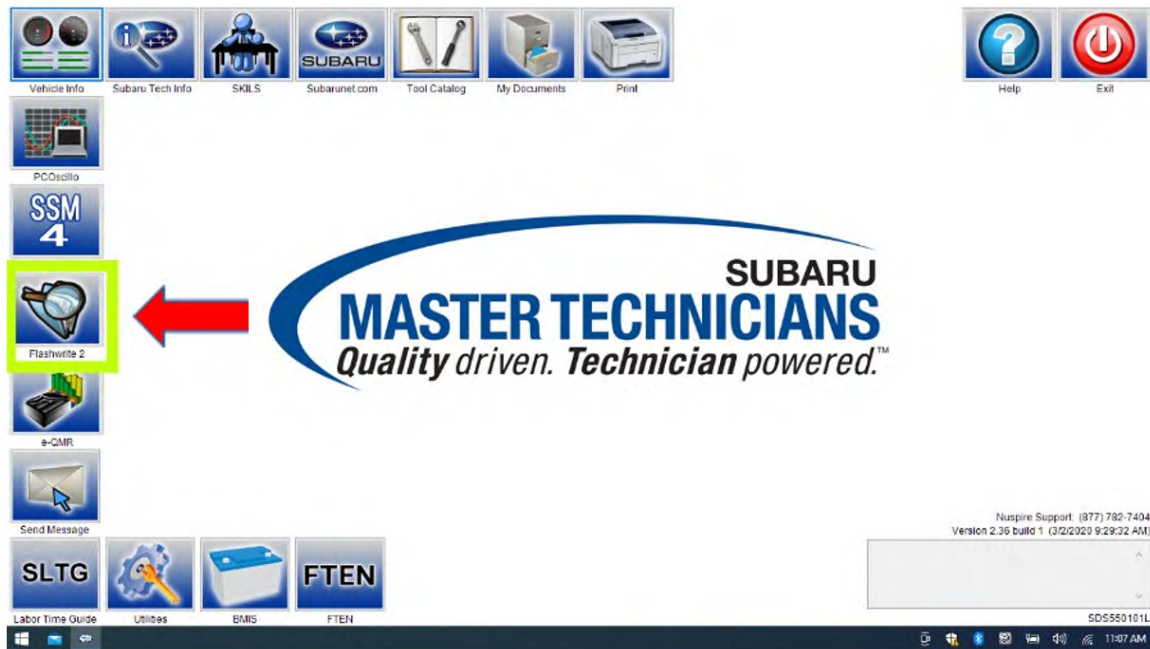 SUBARU
Vehicle Info
Subaru Tech Info
SKILS
Subarunet.com
Tool Catalog
My Documents
Print
Help
Exit
PCOscillo
SSM
4
Flashwrite 2
SUBARU
MASTER TECHNICIANS
Quality driven. Technician powered.™
e-QMR
Send Message
Nuspire Support: (877) 782-7404
Version 2.36 build 1 (3/2/2020 9:29:32 AM)
SLTG
FTEN
Labor Time Guide
Utilities
BMIS
FTEN
SDS550101L
11:07 AM